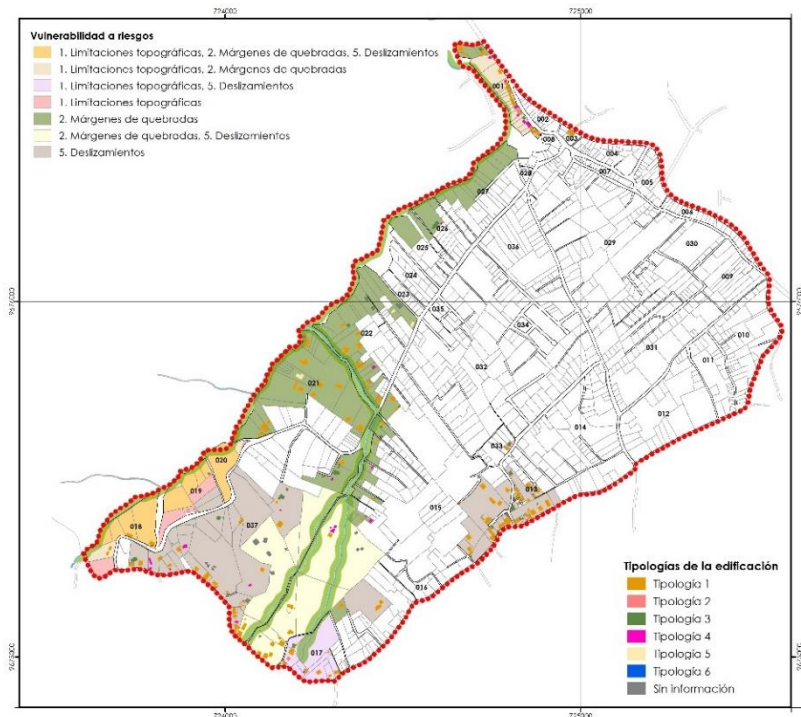 724000
725000
Vulnerabilidad a riesgos
1. Limitaciones topográficas, 2. Márgenes de quebradas, 5. Deslizamientos
1. Limitaciones topográficas, 2. Márgenes de quebradas
1. Limitaciones topográficas, 5. Deslizamientos
1. Limitaciones topográficas
2. Márgenes de quebradas
2. Márgenes de quebradas, 5. Deslizamientos
5. Deslizamientos
001
002
003
008
004
007
005
028
027
006
026
029
025
036
030
024
009
023
035
010
022
034
031
011
032
021
012
014
033
020
019
015
015
018
037
016
017
Tipologías de la edificación
Tipología 1
Tipología 2
Tipología 3
Tipología 4
Tipología 5
Tipología 6
Sin información
724000
725000